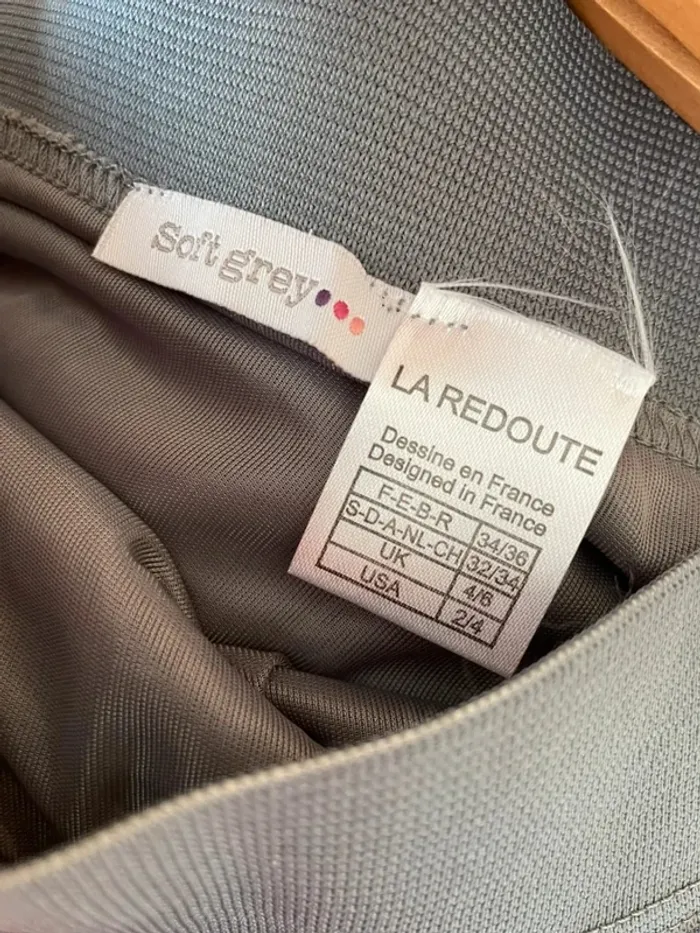 Soft grey
LA REDOUTE
Dessine en France
Designed in France
F-E-B-R 34/36
S-D-A-NL-CH 32/34
UK 4/6
USA 2/4